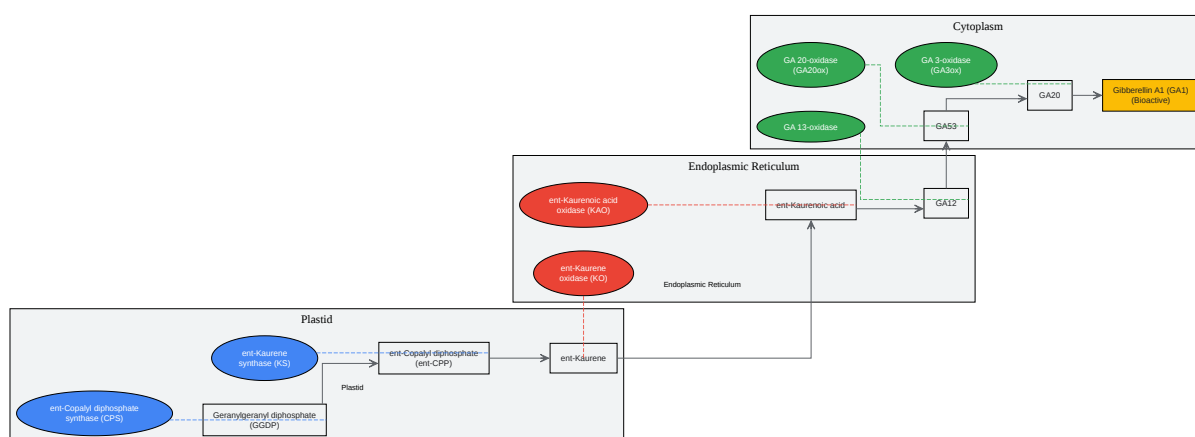 Cytoplasm
GA 20-oxidase
(GA20ox)
GA 3-oxidase
(GA3ox)
GA20
Gibberellin A1 (GA1)
(Bioactive)
GA 13-oxidase
GA53
Endoplasmic Reticulum
ent-Kaurenoic acid
oxidase (KAO)
ent-Kaurenoic acid
GA12
ent-Kaurene
oxidase (KO)
Endoplasmic Reticulum
Plastid
ent-Kaurene
synthase (KS)
ent-Copalyl diphosphate
(ent-CPP)
ent-Kaurene
Plastid
ent-Copalyl diphosphate
synthase (CPS)
Geranylgeranyl diphosphate
(GGDP)